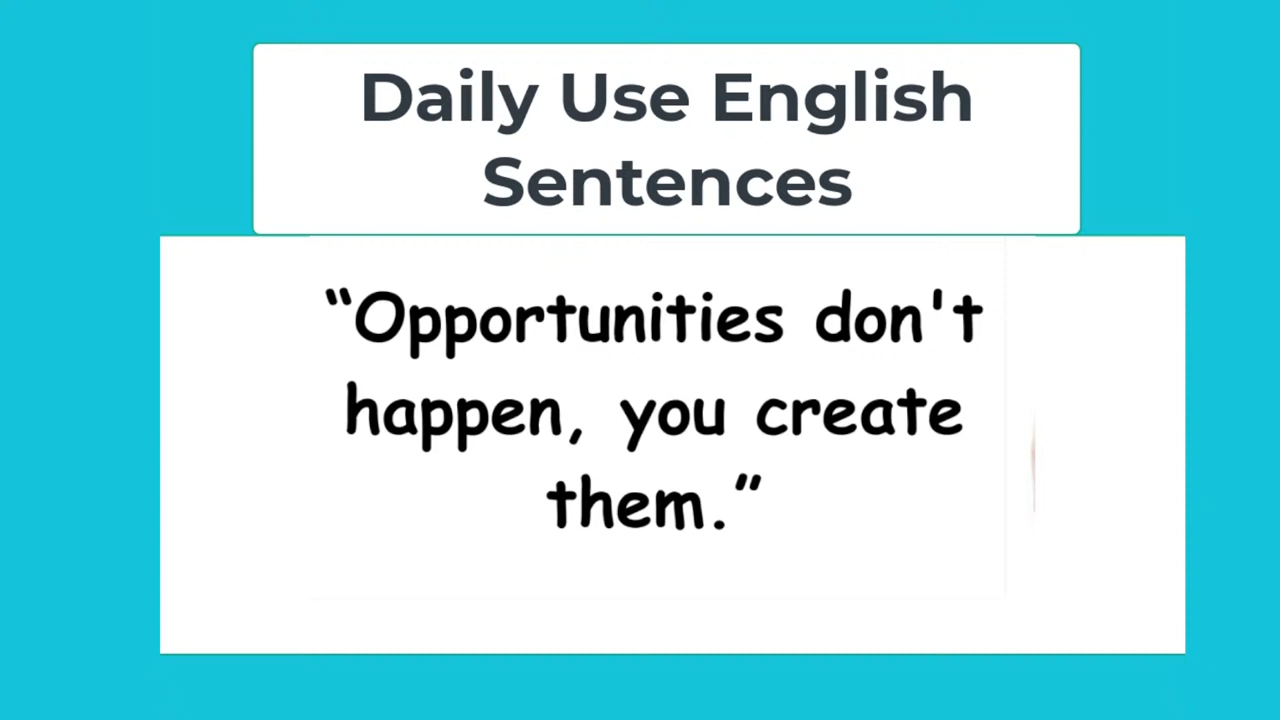 Daily Use English
Sentences
“Opportunities don't
happen, you create
them.”